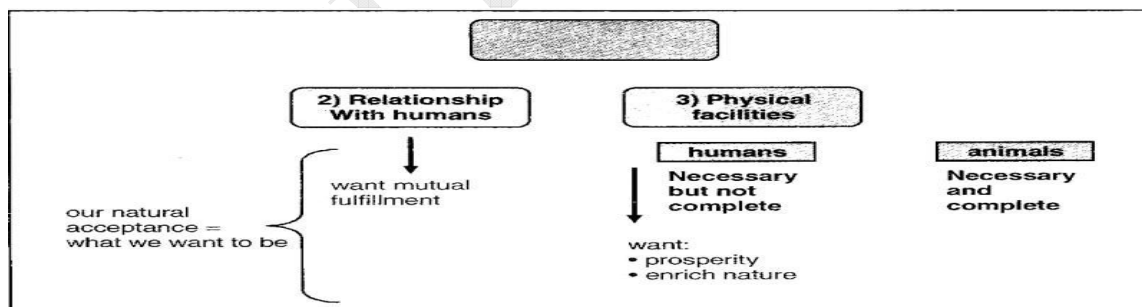 2) Relationship
With humans
3) Physical
facilities
humans
animals
want mutual
fulfillment
Necessary
but not
complete
Necessary
and
complete
our natural
acceptance =
what we want to be
want:
• prosperity
• enrich nature